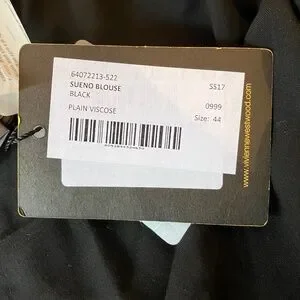 64072213-522
SUENO BLOUSE
BLACK
SS17
PLAIN VISCOSE
0999
Size: 44
www.viviennewestwood.com